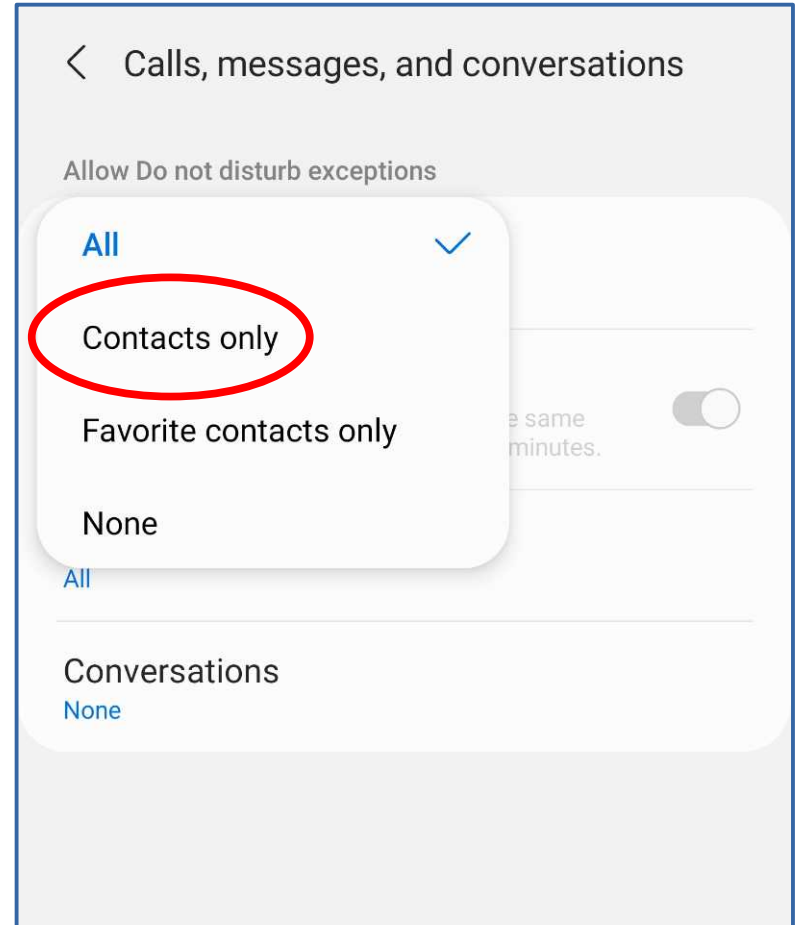 Calls, messages, and conversations
Allow Do not disturb exceptions
All
Contacts only
Favorite contacts only
same
minutes.
None
All
Conversations
None